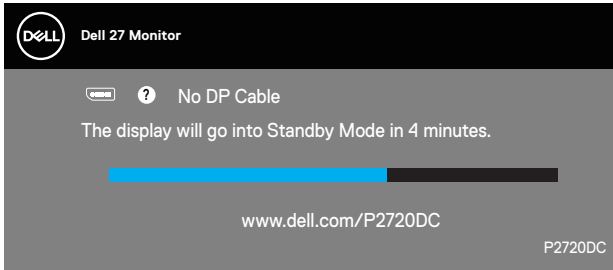 DELL
Dell 27 Monitor
? No DP Cable
The display will go into Standby Mode in 4 minutes.
www.dell.com/P2720DC
P2720DC